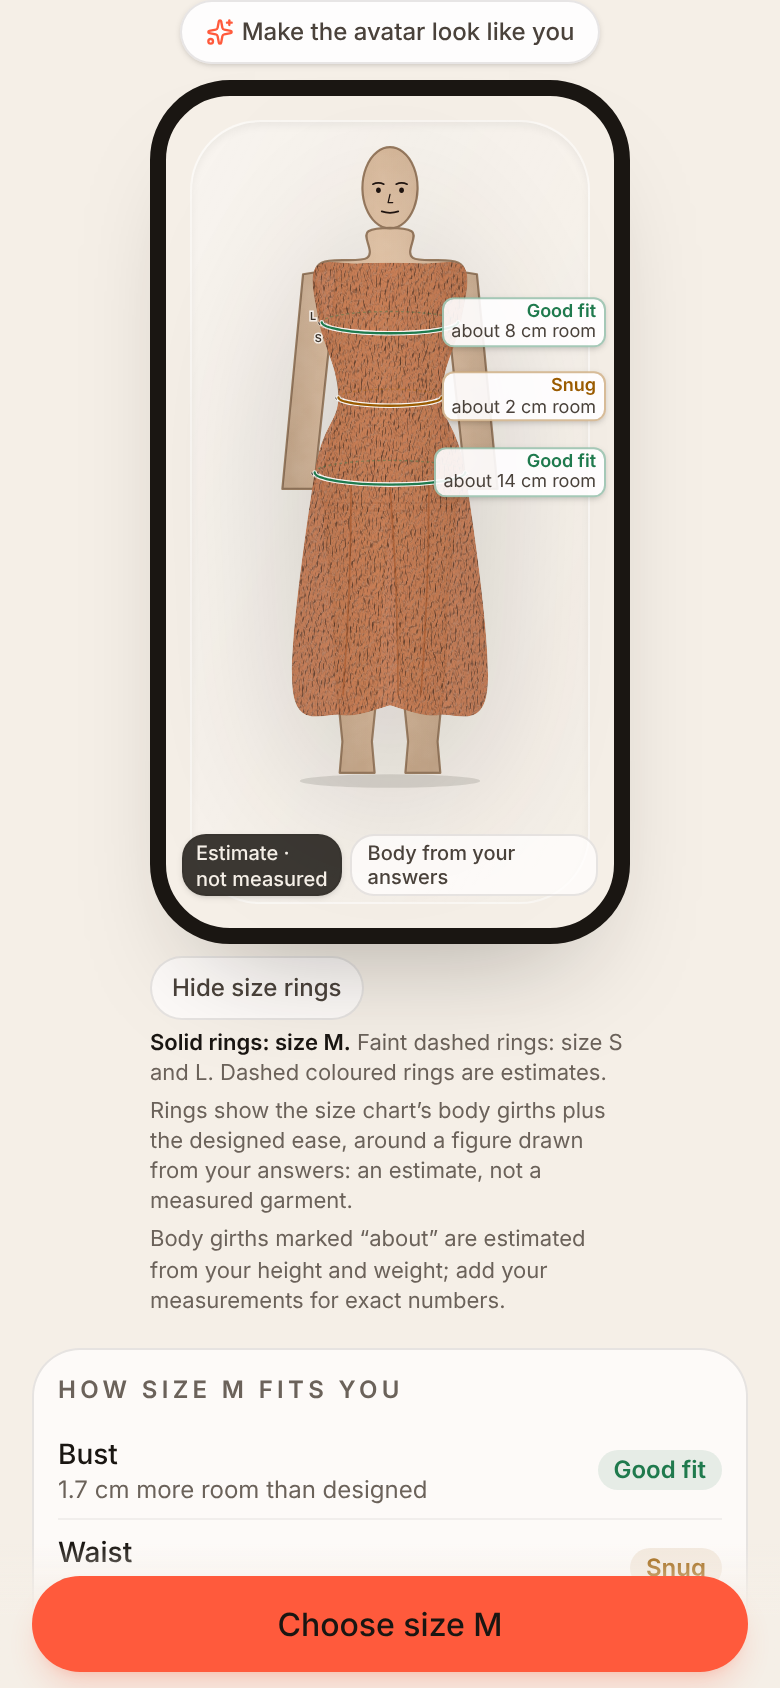 Make the avatar look like you
Good fit
about 8 cm room
L
S
Snug
about 2 cm room
Good fit
about 14 cm room
Estimate ·
not measured
Body from your
answers
Hide size rings
Solid rings: size M. Faint dashed rings: size S
and L. Dashed coloured rings are estimates.
Rings show the size chart’s body girths plus
the designed ease, around a figure drawn
from your answers: an estimate, not a
measured garment.
Body girths marked “about” are estimated
from your height and weight; add your
measurements for exact numbers.
HOW SIZE M FITS YOU
Bust
Good fit
1.7 cm more room than designed
Waist
Snug
Choose size M